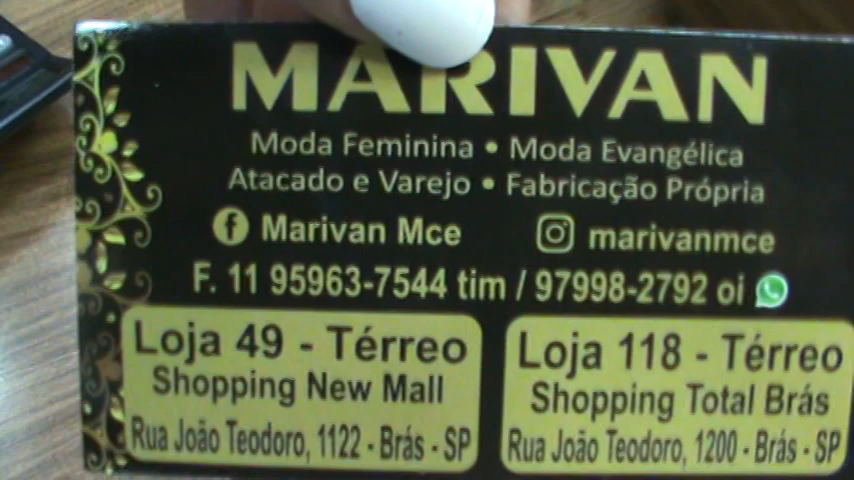 MARIVAN
Moda Feminina • Moda Evangélica
Atacado e Varejo • Fabricação Própria
Marivan Mce marivanmce
F. 11 95963-7544 tim / 97998-2792 oi
Loja 49 - Térreo
Shopping New Mall
Rua João Teodoro, 1122 - Brás - SP
Loja 118 - Térreo
Shopping Total Brás
Rua João Teodoro, 1200 - Brás - SP